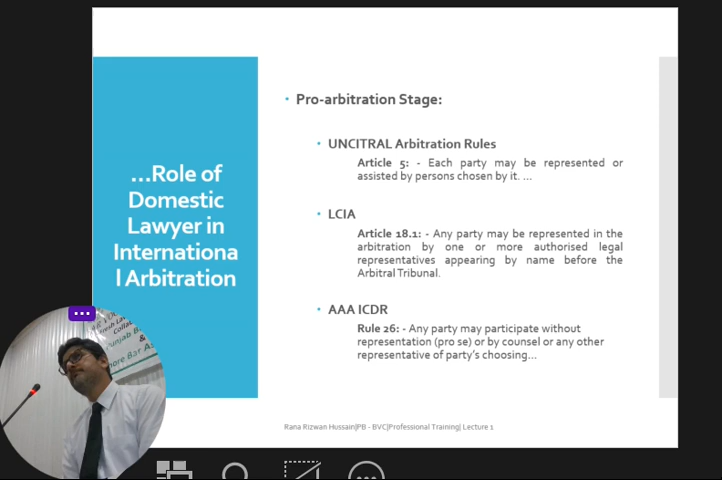 ...Role of
Domestic
Lawyer in
Internationa
l Arbitration
• Pro-arbitration Stage:
• UNCITRAL Arbitration Rules
Article 5: - Each party may be represented or
assisted by persons chosen by it. ...
• LCIA
Article 18.1: - Any party may be represented in the
arbitration by one or more authorised legal
representatives appearing by name before the
Arbitral Tribunal.
• AAA ICDR
Rule 26: - Any party may participate without
representation (pro se) or by counsel or any other
representative of party's choosing...
Rana Rizwan Hussain|PB - BVC|Professional Training| Lecture 1